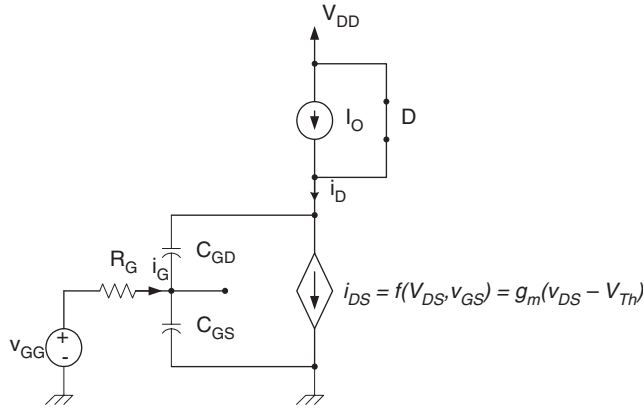 V_DD
I_O
D
i_D
C_GD
R_G
i_G
i_DS = f(V_DS,v_GS) = g_m(v_DS – V_Th)
C_GS
v_GG
+
-